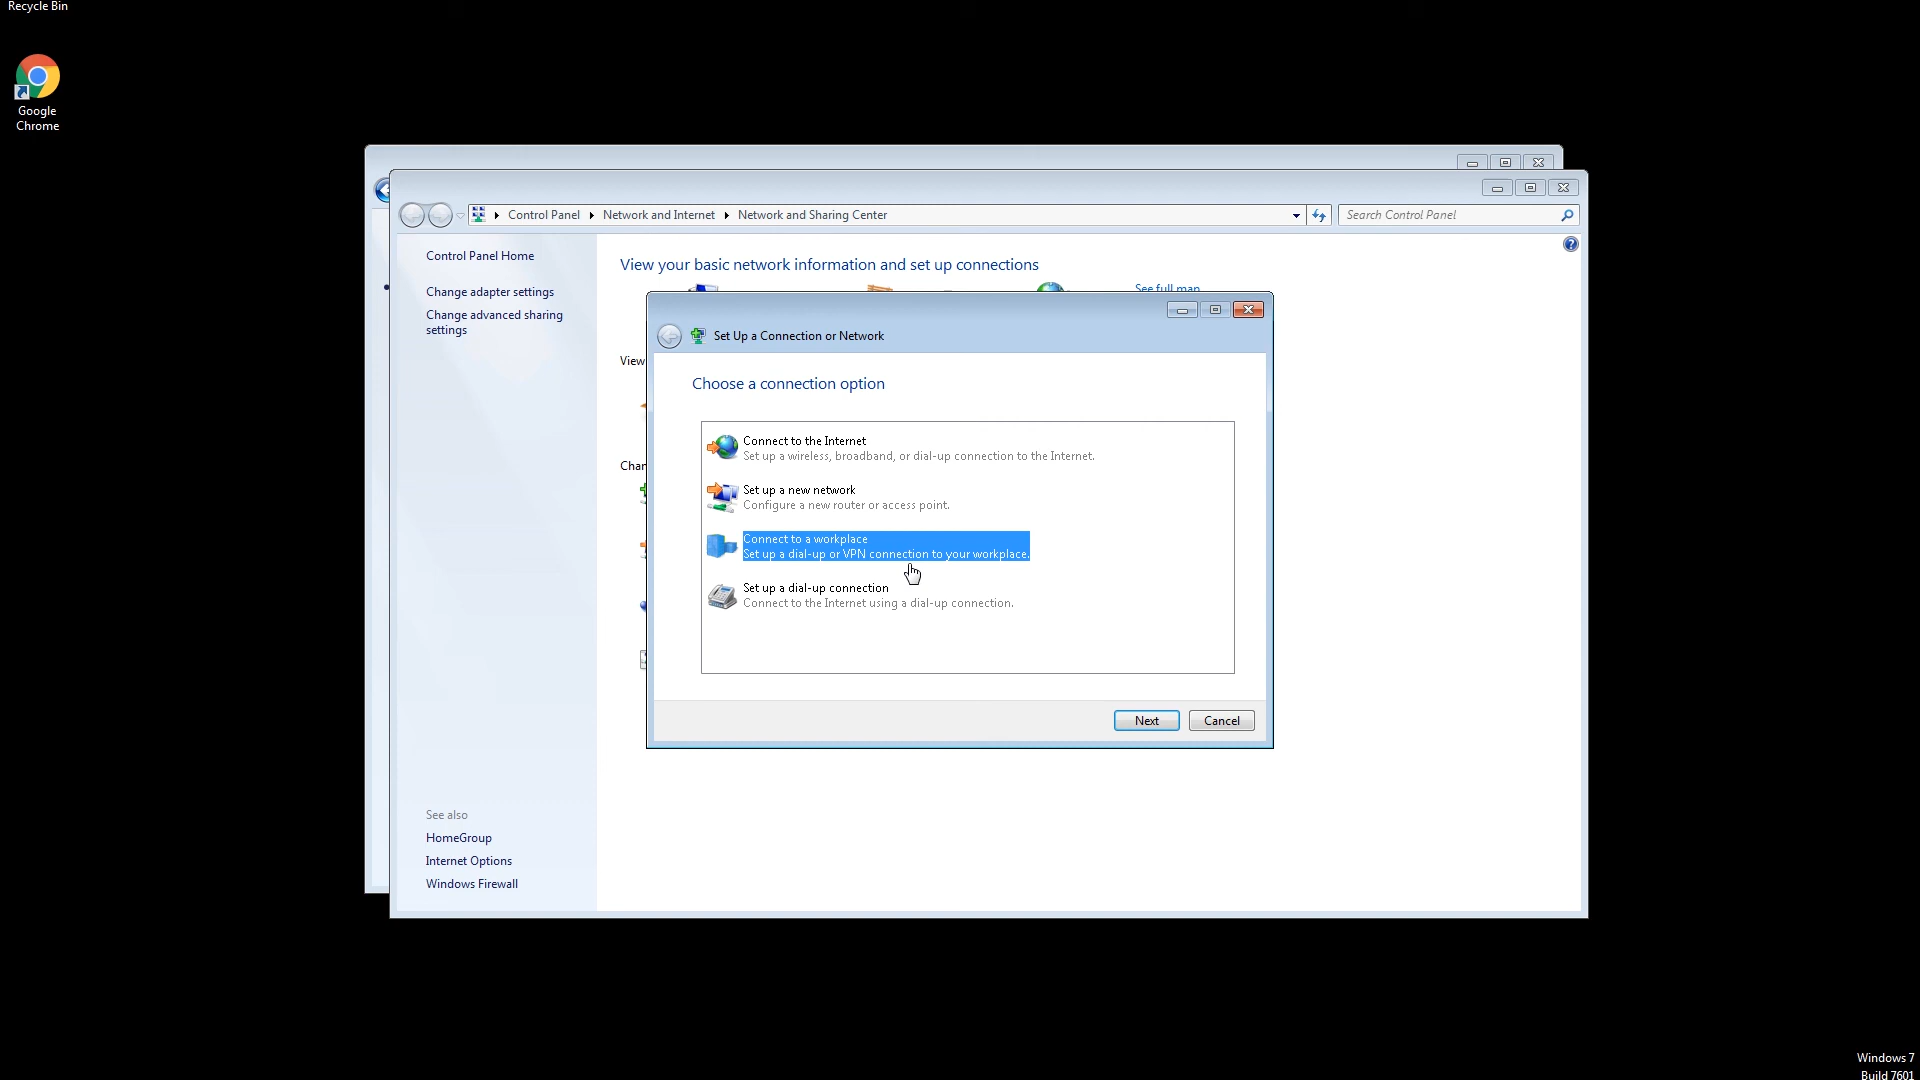 Recycle Bin
Google
Chrome
Control Panel
Network and Internet
Network and Sharing Center
Search Control Panel
Control Panel Home
Change adapter settings
Change advanced sharing
settings
View your basic network information and set up connections
See full map
View
Chan
Set Up a Connection or Network
Choose a connection option
Connect to the Internet
Set up a wireless, broadband, or dial-up connection to the Internet.
Set up a new network
Configure a new router or access point.
Connect to a workplace
Set up a dial-up or VPN connection to your workplace.
Set up a dial-up connection
Connect to the Internet using a dial-up connection.
Next
Cancel
See also
HomeGroup
Internet Options
Windows Firewall
Windows 7
Build 7601